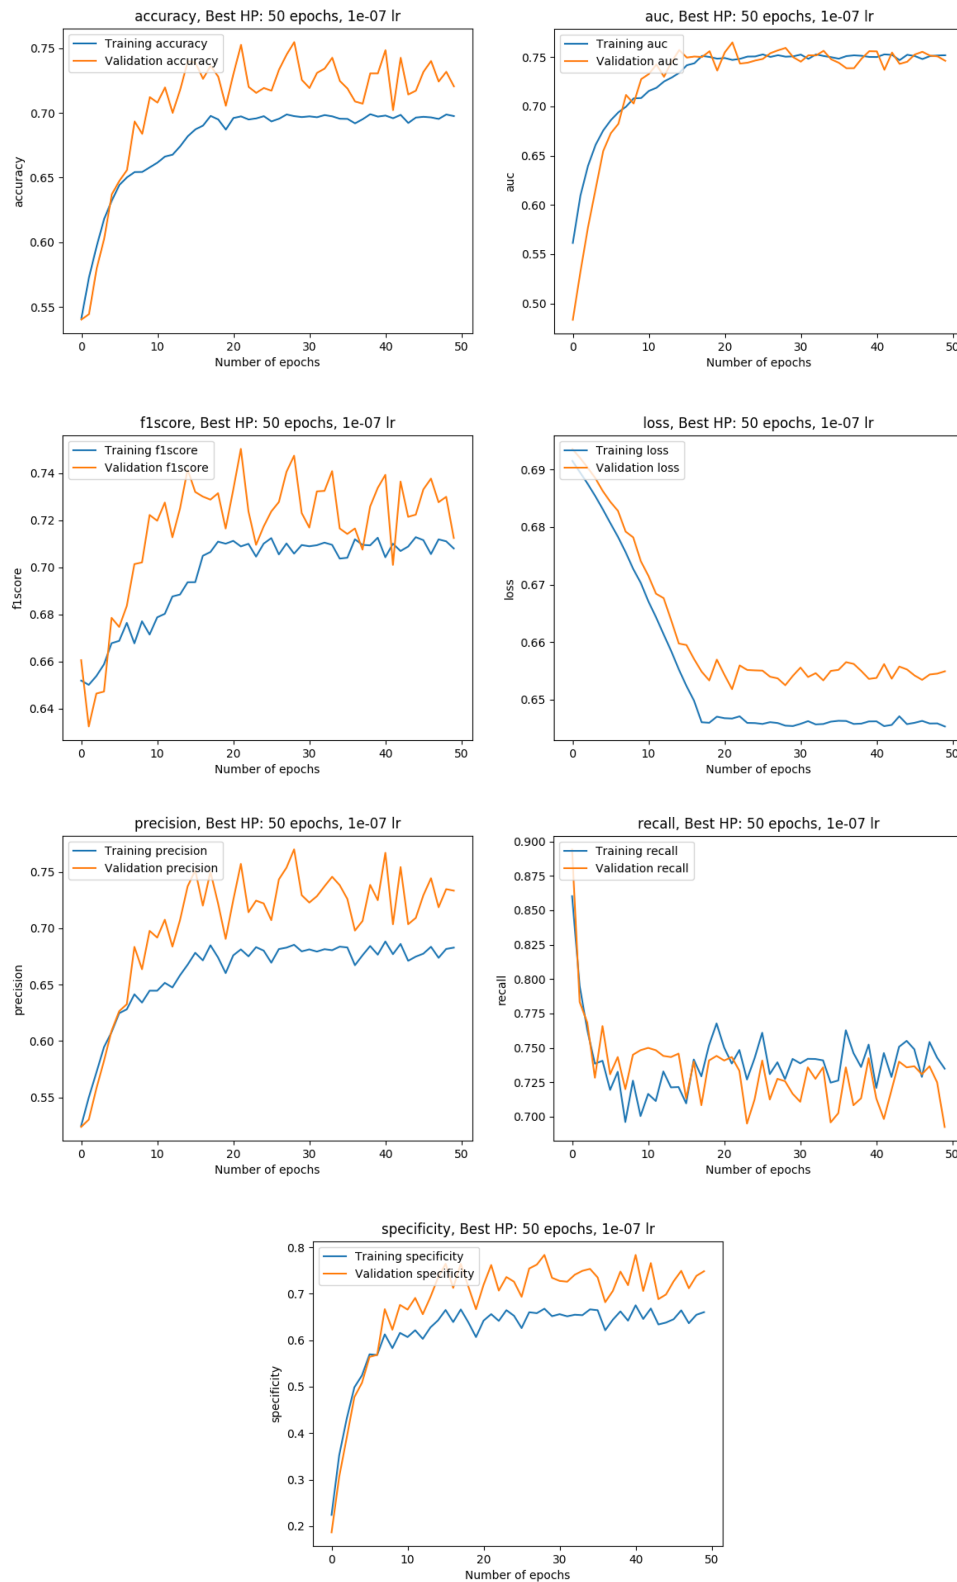 accuracy, Best HP: 50 epochs, 1e-07 lr
Training accuracy
Validation accuracy
0.75
0.70
0.65
0.60
0.55
accuracy
0 10 20 30 40 50
Number of epochs
auc, Best HP: 50 epochs, 1e-07 lr
Training auc
Validation auc
0.75
0.70
0.65
0.60
0.55
0.50
auc
0 10 20 30 40 50
Number of epochs
f1score, Best HP: 50 epochs, 1e-07 lr
Training f1score
Validation f1score
0.74
0.72
0.70
0.68
0.66
0.64
f1score
0 10 20 30 40 50
Number of epochs
loss, Best HP: 50 epochs, 1e-07 lr
Training loss
Validation loss
0.69
0.68
0.67
0.66
0.65
loss
0 10 20 30 40 50
Number of epochs
precision, Best HP: 50 epochs, 1e-07 lr
Training precision
Validation precision
0.75
0.70
0.65
0.60
0.55
precision
0 10 20 30 40 50
Number of epochs
recall, Best HP: 50 epochs, 1e-07 lr
Training recall
Validation recall
0.900
0.875
0.850
0.825
0.800
0.775
0.750
0.725
0.700
recall
0 10 20 30 40 50
Number of epochs
specificity, Best HP: 50 epochs, 1e-07 lr
Training specificity
Validation specificity
0.8
0.7
0.6
0.5
0.4
0.3
0.2
specificity
0 10 20 30 40 50
Number of epochs